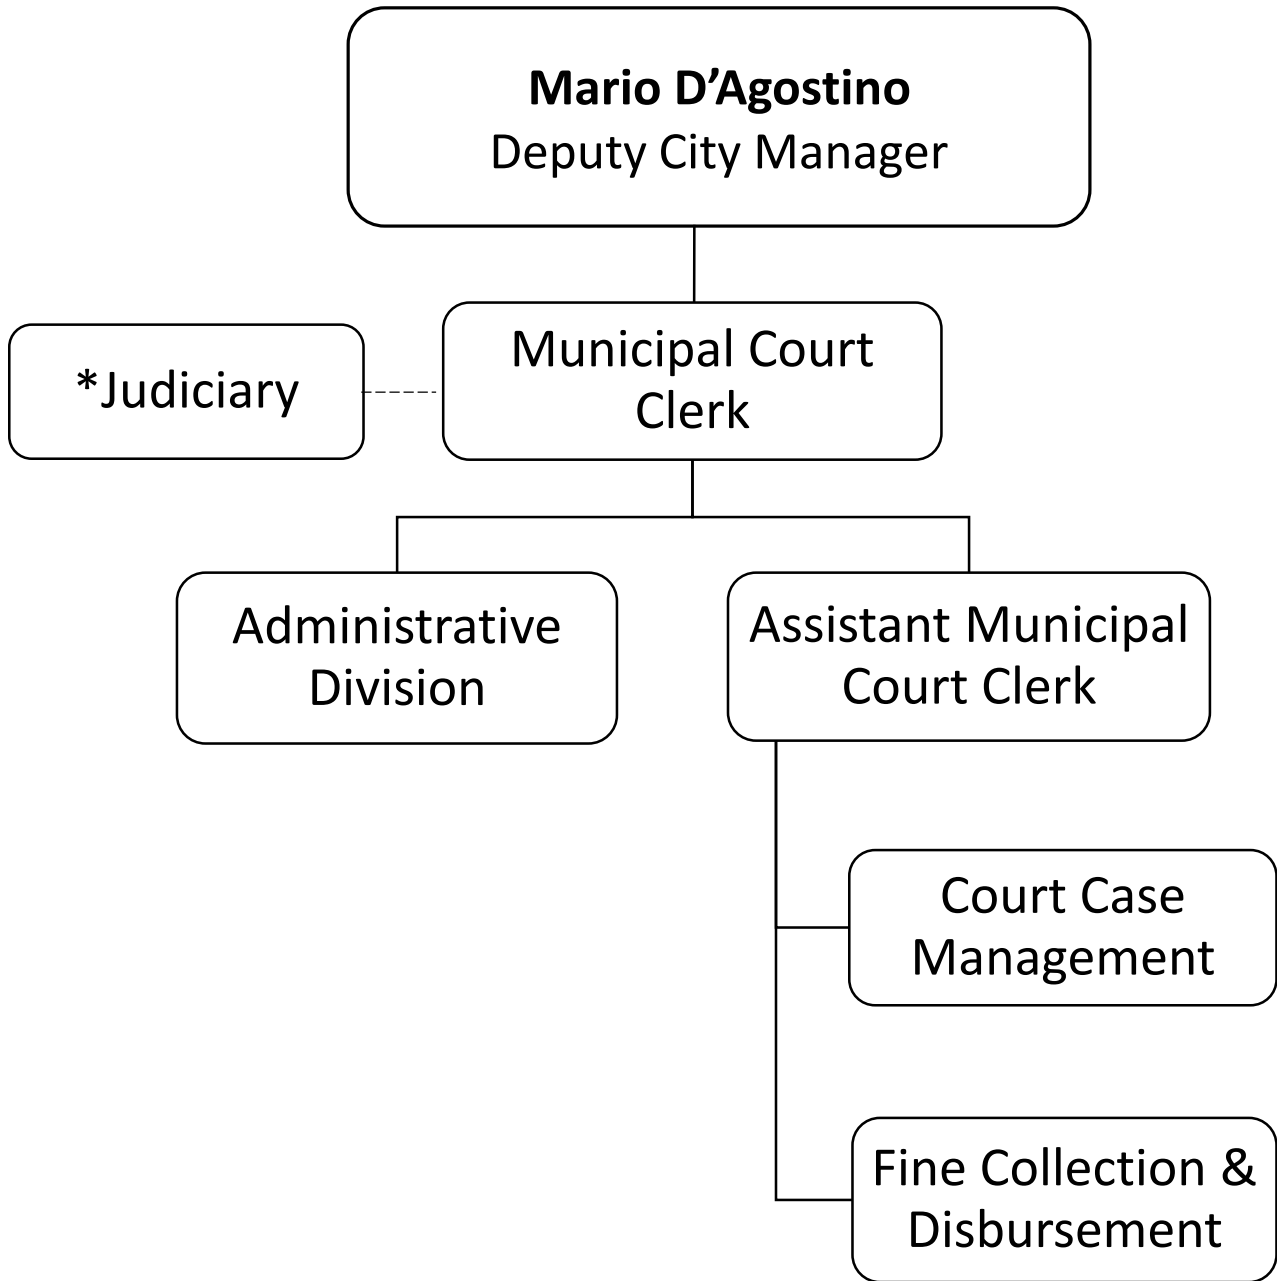 Mario D’Agostino
Deputy City Manager
*Judiciary
Municipal Court
Clerk
Administrative
Division
Assistant Municipal
Court Clerk
Court Case
Management
Fine Collection &
Disbursement